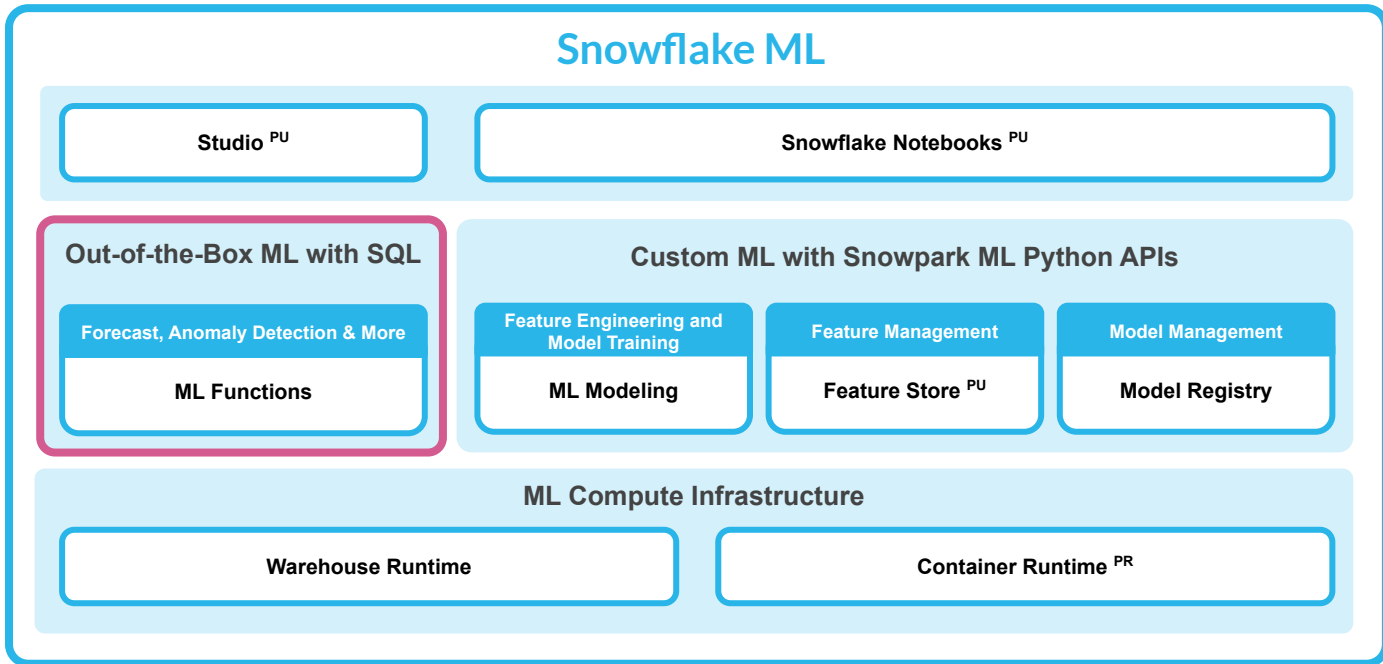 Snowflake ML
Studio PU
Snowflake Notebooks PU
Out-of-the-Box ML with SQL
Forecast, Anomaly Detection & More
ML Functions
Custom ML with Snowpark ML Python APIs
Feature Engineering and
Model Training
ML Modeling
Feature Management
Feature Store PU
Model Management
Model Registry
ML Compute Infrastructure
Warehouse Runtime
Container Runtime PR